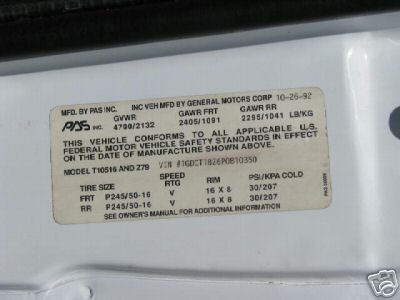 MFD. BY PAS INC. INC VEH MFD BY GENERAL MOTORS CORP 10-26-92
GVWR GAWR FRT GAWR RR
PAS INC. 4700/2132 2405/1091 2295/1041 LB/KG
THIS VEHICLE CONFORMS TO ALL APPLICABLE U.S.
FEDERAL MOTOR VEHICLE SAFETY STANDARDS IN EFFECT
ON THE DATE OF MANUFACTURE SHOWN ABOVE.
MODEL T10516 AND Z79 VIN #1GDCT1826P0810350
TIRE SIZE SPEED RTG RIM PSI/KPA COLD
FRT P245/50-16 V 16 X 8 30/207
RR P245/50-16 V 16 X 8 30/207
SEE OWNER'S MANUAL FOR ADDITIONAL INFORMATION
ebY